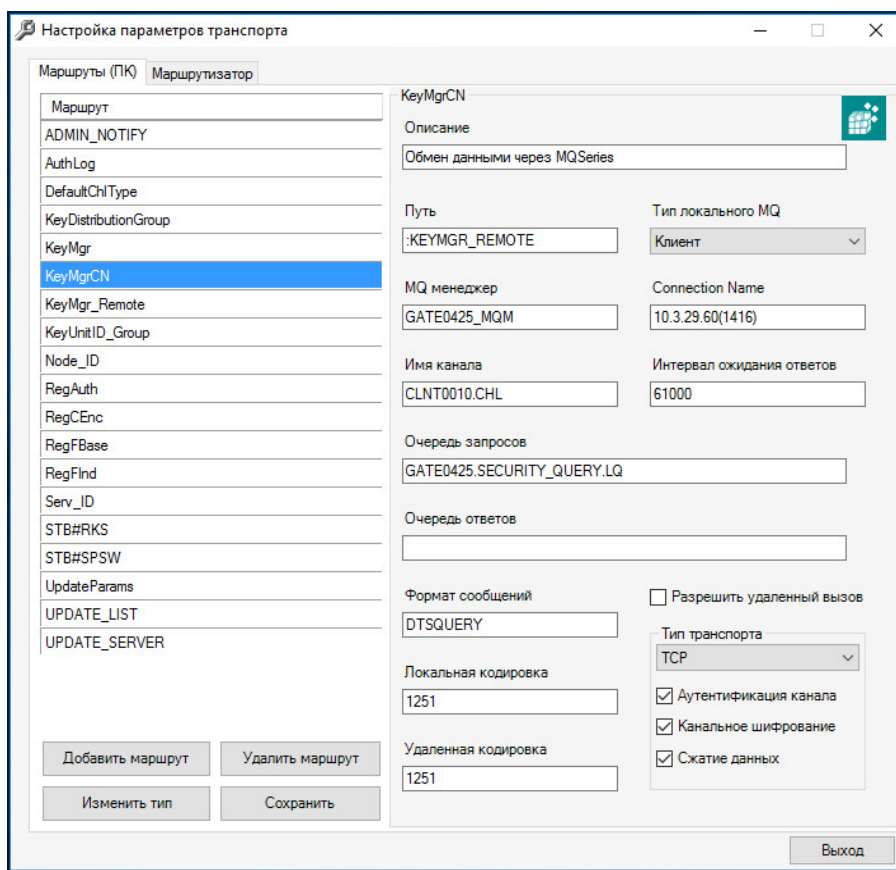 Настройка параметров транспорта
Маршруты (ПК)
Маршрутизатор
Маршрут
ADMIN_NOTIFY
AuthLog
DefaultChlType
KeyDistributionGroup
KeyMgr
KeyMgrCN
KeyMgr_Remote
KeyUnitID_Group
Node_ID
RegAuth
RegCEnc
RegFBase
RegFInd
Serv_ID
STB#RKS
STB#SPSW
UpdateParams
UPDATE_LIST
UPDATE_SERVER
Добавить маршрут
Удалить маршрут
Изменить тип
Сохранить
KeyMgrCN
Описание
Обмен данными через MQSeries
Путь
Тип локального MQ
:KEYMGR_REMOTE
Клиент
MQ менеджер
Connection Name
GATE0425_MQM
10.3.29.60(1416)
Имя канала
Интервал ожидания ответов
CLNT0010.CHL
61000
Очередь запросов
GATE0425.SECURITY_QUERY.LQ
Очередь ответов
Формат сообщений
Разрешить удаленный вызов
DTSQUERY
Тип транспорта
TCP
Локальная кодировка
Аутентификация канала
1251
Канальное шифрование
Удаленная кодировка
Сжатие данных
1251
Выход